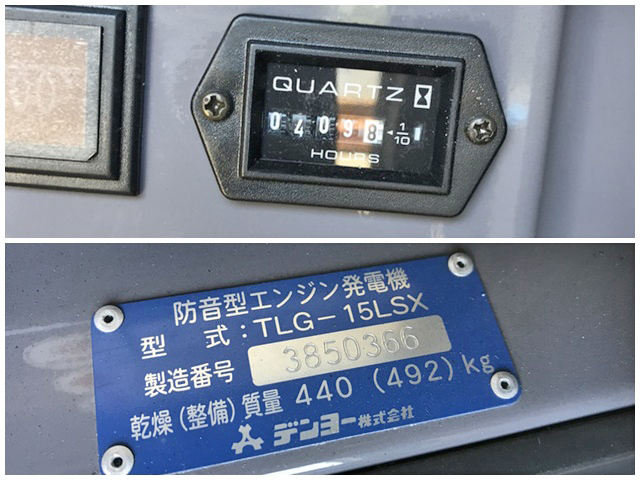 QUARTZ
04098 1/10
HOURS
防音型エンジン発電機
型 式:TLG-15LSX
製造番号 3850366
乾燥(整備)質量 440 (492) kg
デンヨー株式会社